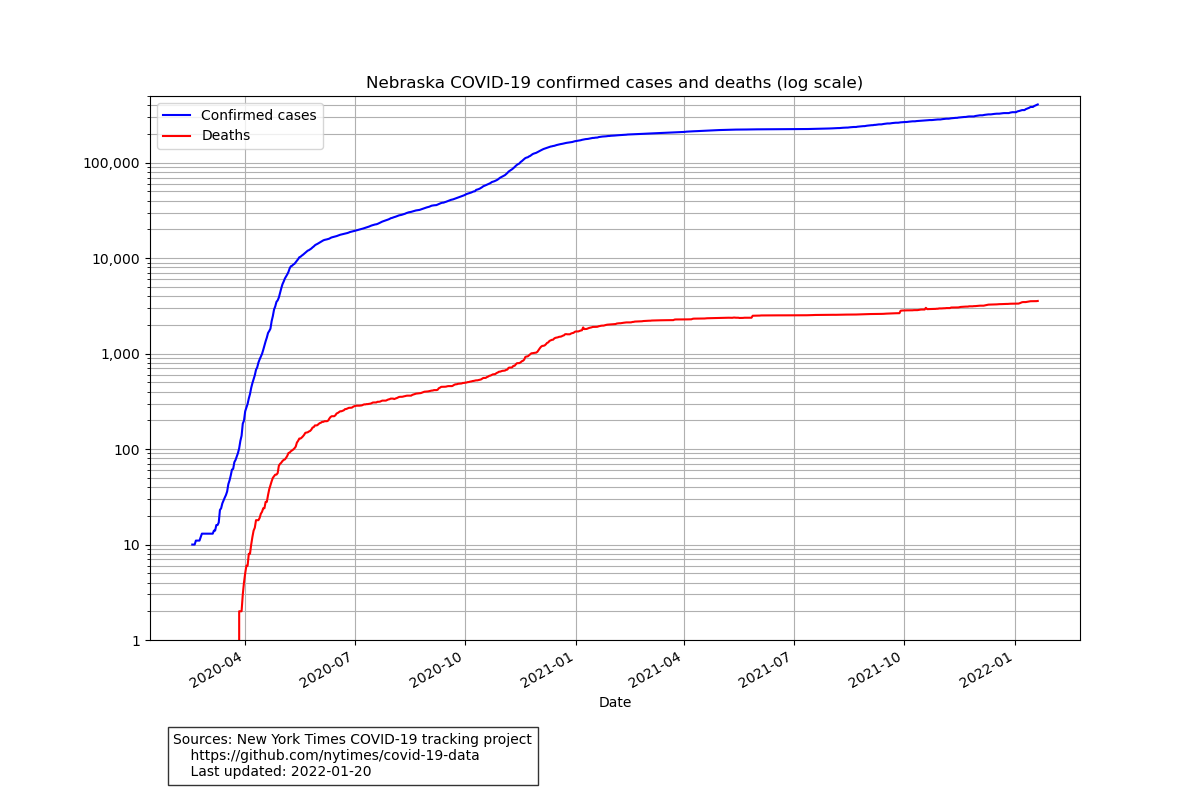 Nebraska COVID-19 confirmed cases and deaths (log scale)
Confirmed cases
Deaths
100,000
10,000
1,000
100
10
1
2020-04
2020-07
2020-10
2021-01
2021-04
2021-07
2021-10
2022-01
Date
Sources: New York Times COVID-19 tracking project
https://github.com/nytimes/covid-19-data
Last updated: 2022-01-20